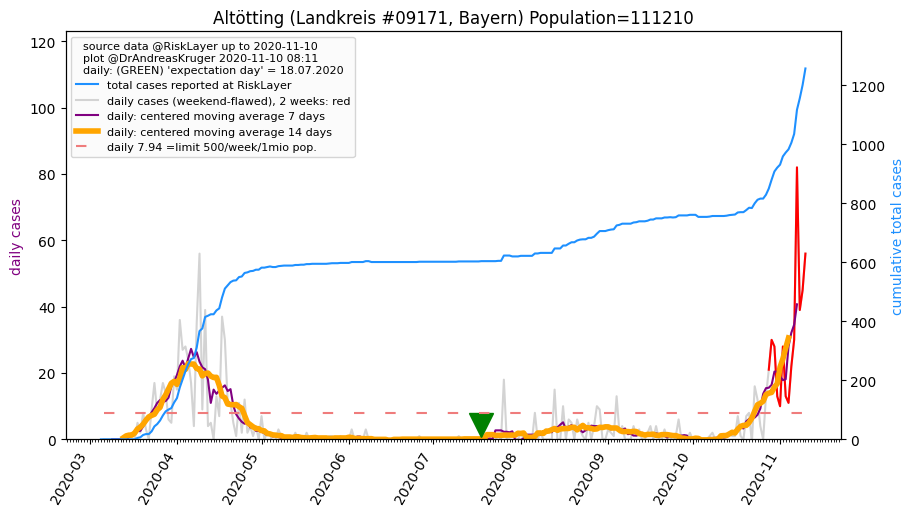 Altötting (Landkreis #09171, Bayern) Population=111210
source data @RiskLayer up to 2020-11-10
plot @DrAndreasKruger 2020-11-10 08:11
daily: (GREEN) 'expectation day' = 18.07.2020
total cases reported at RiskLayer
daily cases (weekend-flawed), 2 weeks: red
daily: centered moving average 7 days
daily: centered moving average 14 days
daily 7.94 =limit 500/week/1mio pop.
daily cases
120
100
80
60
40
20
0
cumulative total cases
1200
1000
800
600
400
200
0
2020-03
2020-04
2020-05
2020-06
2020-07
2020-08
2020-09
2020-10
2020-11